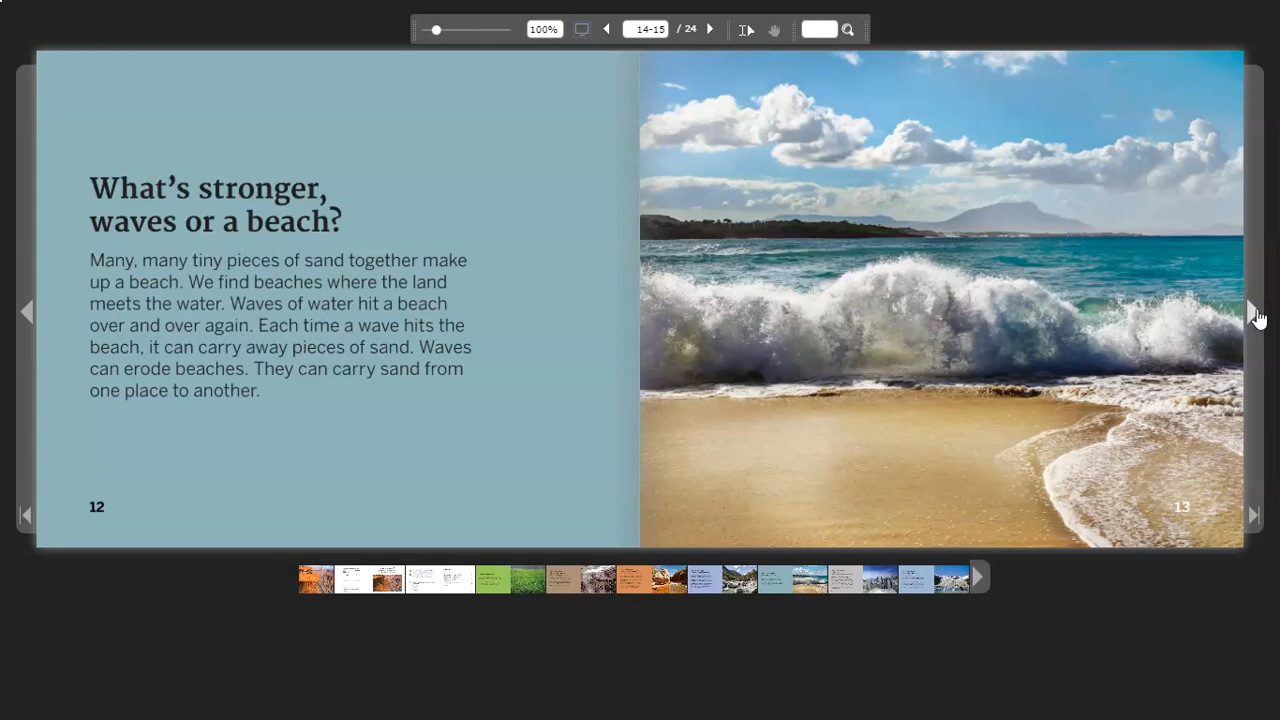 100%
14-15 / 24
What's stronger,
waves or a beach?
Many, many tiny pieces of sand together make
up a beach. We find beaches where the land
meets the water. Waves of water hit a beach
over and over again. Each time a wave hits the
beach, it can carry away pieces of sand. Waves
can erode beaches. They can carry sand from
one place to another.
12
13